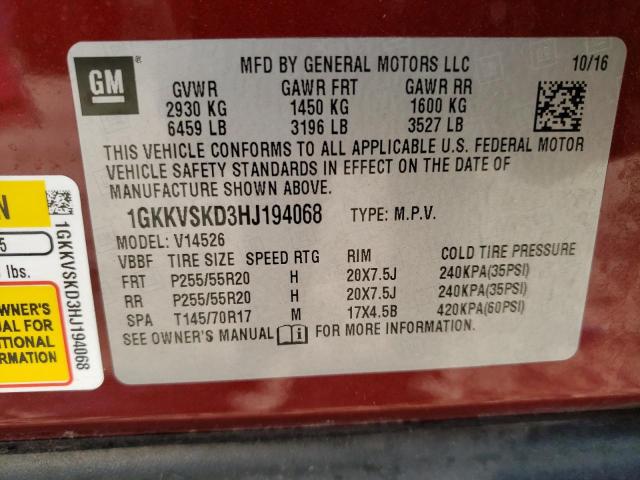 GM
MFD BY GENERAL MOTORS LLC 10/16
GVWR GAWR FRT GAWR RR
2930 KG 1450 KG 1600 KG
6459 LB 3196 LB 3527 LB
THIS VEHICLE CONFORMS TO ALL APPLICABLE U.S. FEDERAL MOTOR
VEHICLE SAFETY STANDARDS IN EFFECT ON THE DATE OF
MANUFACTURE SHOWN ABOVE.
1GKKVSKD3HJ194068 TYPE: M.P.V.
MODEL: V14526
VBBF TIRE SIZE SPEED RTG RIM COLD TIRE PRESSURE
FRT P255/55R20 H 20X7.5J 240KPA(35PSI)
RR P255/55R20 H 20X7.5J 240KPA(35PSI)
SPA T145/70R17 M 17X4.5B 420KPA(60PSI)
SEE OWNER'S MANUAL i FOR MORE INFORMATION.
N
5
lbs.
OWNER'S
UAL FOR
DITIONAL
RMATION
1GKKVSKD3HJ194068